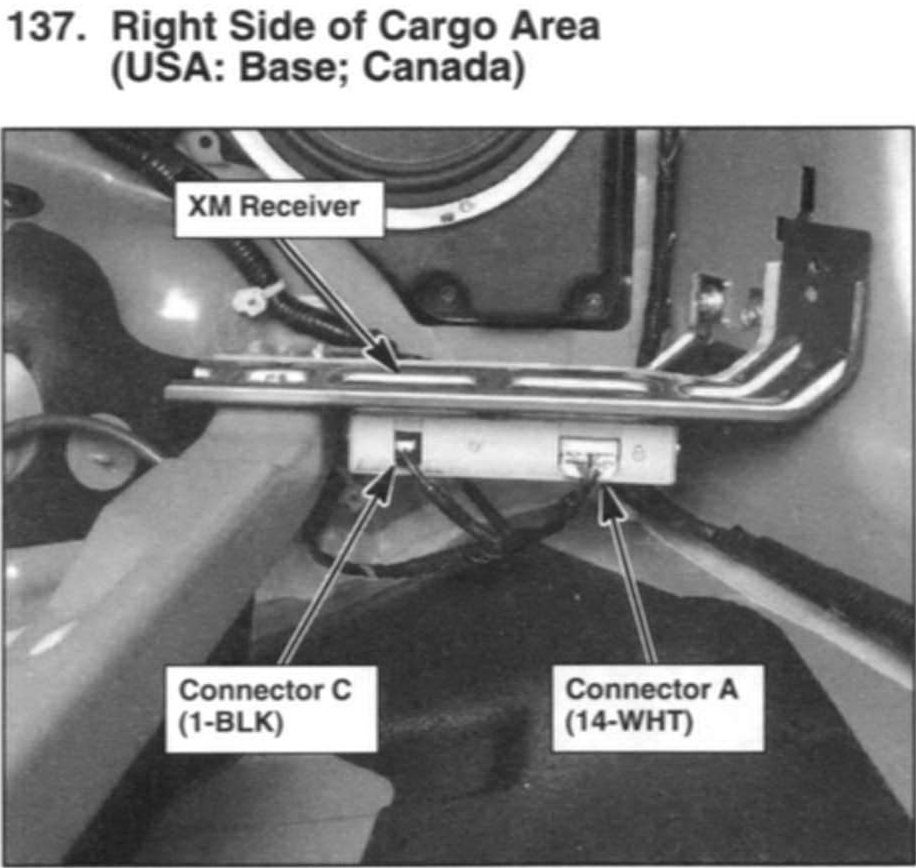 137. Right Side of Cargo Area
(USA: Base; Canada)
XM Receiver
Connector C
(1-BLK)
Connector A
(14-WHT)